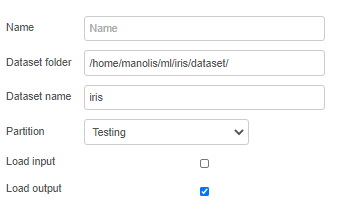 Name Name
Dataset folder /home/manolis/ml/iris/dataset/
Dataset name iris
Partition Testing
Load input
Load output